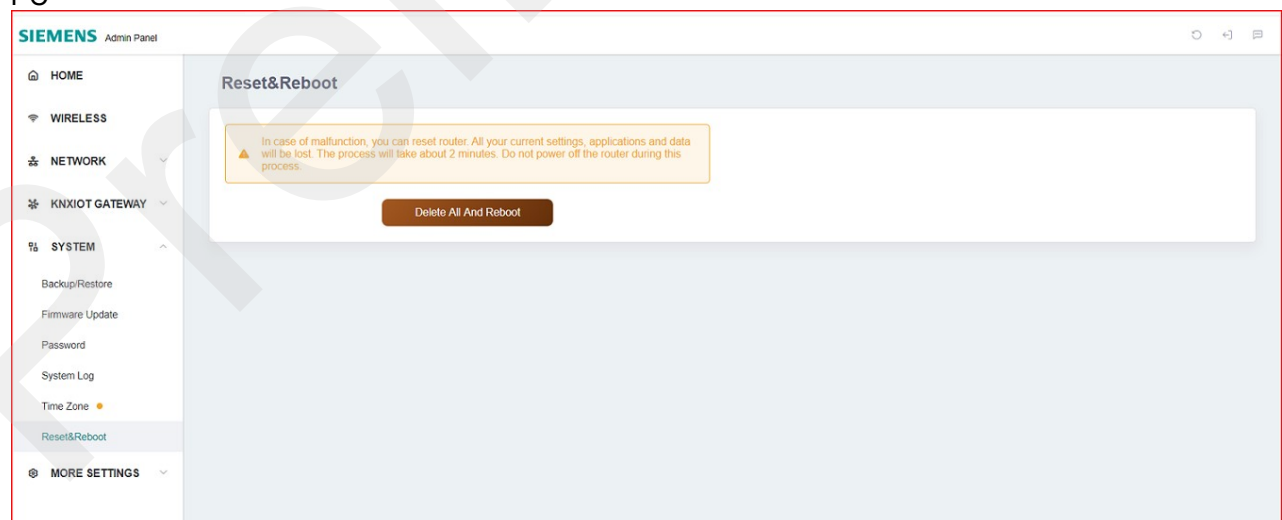 SIEMENS Admin Panel
HOME
WIRELESS
NETWORK
KNXIOT GATEWAY
SYSTEM
Backup/Restore
Firmware Update
Password
System Log
Time Zone
Reset&Reboot
MORE SETTINGS
Reset&Reboot
In case of malfunction, you can reset router. All your current settings, applications and data
will be lost. The process will take about 2 minutes. Do not power off the router during this
process.
Delete All And Reboot